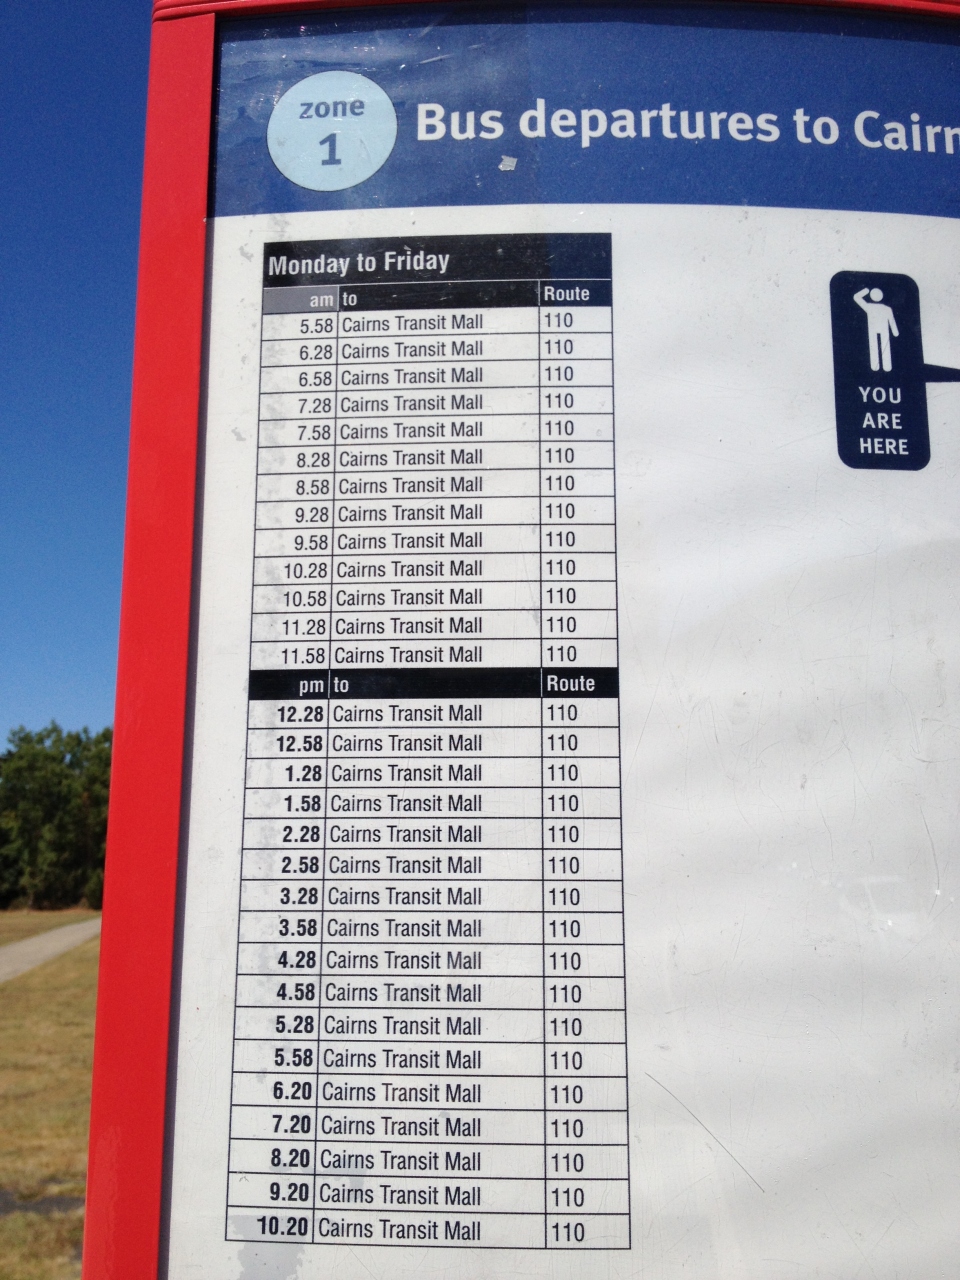 zone
1
Bus departures to Cairn
Monday to Friday
am to Route
5.58 Cairns Transit Mall 110
6.28 Cairns Transit Mall 110
6.58 Cairns Transit Mall 110
7.28 Cairns Transit Mall 110
7.58 Cairns Transit Mall 110
8.28 Cairns Transit Mall 110
8.58 Cairns Transit Mall 110
9.28 Cairns Transit Mall 110
9.58 Cairns Transit Mall 110
10.28 Cairns Transit Mall 110
10.58 Cairns Transit Mall 110
11.28 Cairns Transit Mall 110
11.58 Cairns Transit Mall 110
pm to Route
12.28 Cairns Transit Mall 110
12.58 Cairns Transit Mall 110
1.28 Cairns Transit Mall 110
1.58 Cairns Transit Mall 110
2.28 Cairns Transit Mall 110
2.58 Cairns Transit Mall 110
3.28 Cairns Transit Mall 110
3.58 Cairns Transit Mall 110
4.28 Cairns Transit Mall 110
4.58 Cairns Transit Mall 110
5.28 Cairns Transit Mall 110
5.58 Cairns Transit Mall 110
6.20 Cairns Transit Mall 110
7.20 Cairns Transit Mall 110
8.20 Cairns Transit Mall 110
9.20 Cairns Transit Mall 110
10.20 Cairns Transit Mall 110
YOU
ARE
HERE